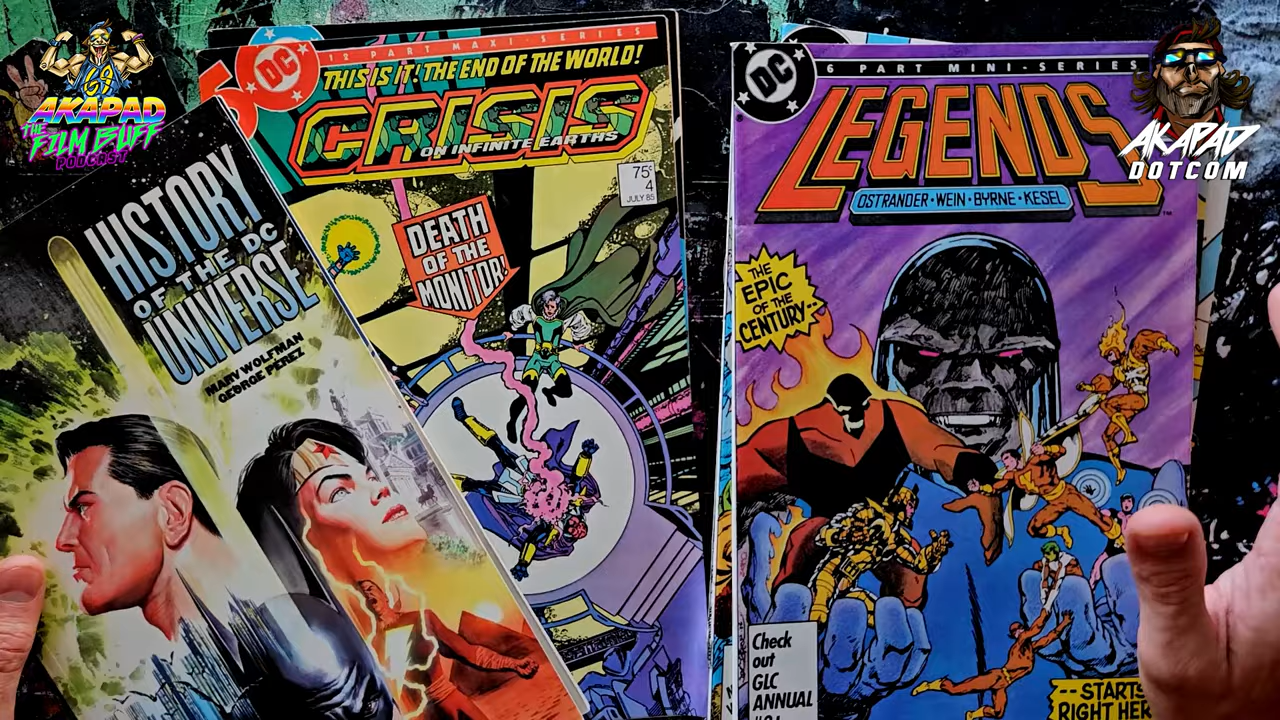 AKAPAD
THE
FILM BUFF
PODCAST
HISTORY
OF THE DC
UNIVERSE
MARV WOLFMAN
GEORGE PEREZ
DC
12 PART MAXI-SERIES
THIS IS IT! THE END OF THE WORLD!
CRISIS
ON INFINITE EARTHS
75¢
4
JULY 85
DEATH
OF THE
MONITOR!
DC
6 PART MINI-SERIES
LEGENDS
OSTRANDER • WEIN • BYRNE • KESEL
THE
EPIC
OF THE
CENTURY--
Check
out
GLC
ANNUAL
--STARTS
RIGHT HER
AKAPAD
DOTCOM